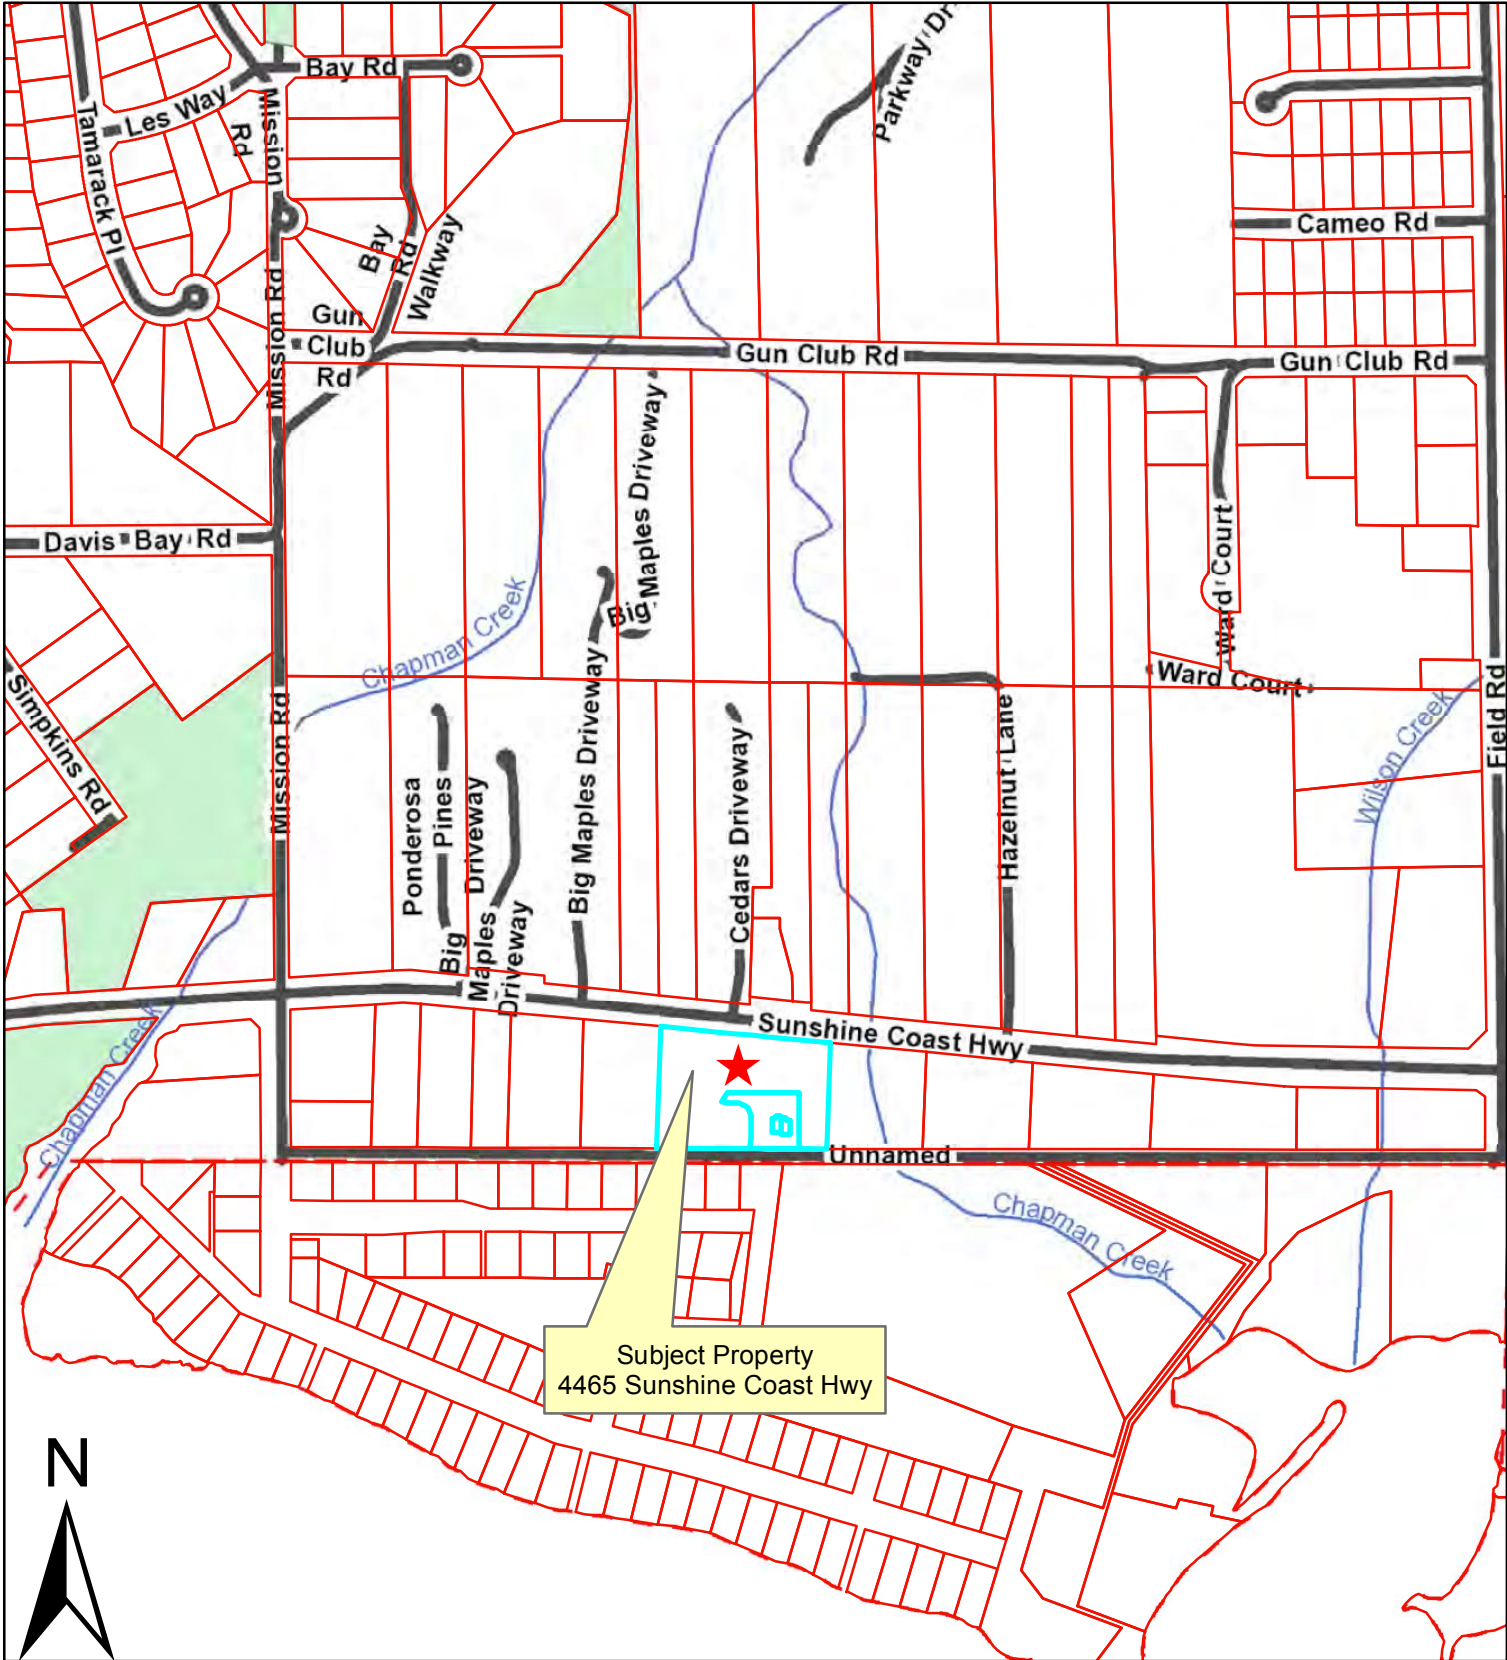 Parkway Dr
Bay Rd
Les Way
Mission
Rd
Tamarack Pl
Bay
Rd
Walkway
Cameo Rd
Mission Rd
Gun
Club
Rd
Gun Club Rd
Gun Club Rd
Maples Driveway
Big
Davis Bay Rd
Ward Court
Chapman Creek
Ward Court
Simpkins Rd
Mission Rd
Big Maples Driveway
Hazelnut Lane
Field Rd
Wilson Creek
Ponderosa
Pines
Driveway
Cedars Driveway
Big
Maples
Driveway
Sunshine Coast Hwy
Chapman Creek
Unnamed
Chapman Creek
Subject Property
4465 Sunshine Coast Hwy
N